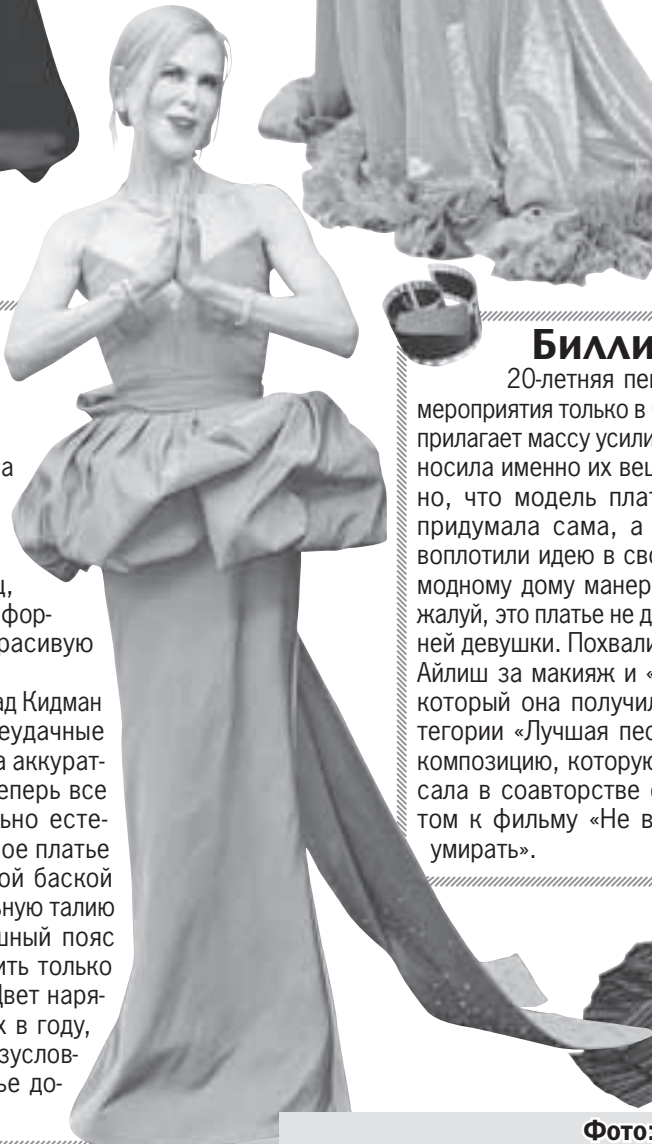 а
ц,
фор-
расивую
ад Кидман
еудачные
а аккурат-
еперь все
ьно есте-
ое платье
ой баской
ьную талию
шный пояс
ить только
Цвет наря-
х в году,
зуслов-
ье до-
Билли
20-летняя пе
мероприятия только в
прилагает массу усили
носила именно их ве
но, что модель плат
придумала сама, а
воплотили идею в сво
модному дому манер
жалуй, это платье не д
ней девушки. Похвали
Айлиш за макияж и «
который она получил
тегории «Лучшая пес
композицию, которую
сала в соавторстве
том к фильму «Не в
умирать».
Фото: